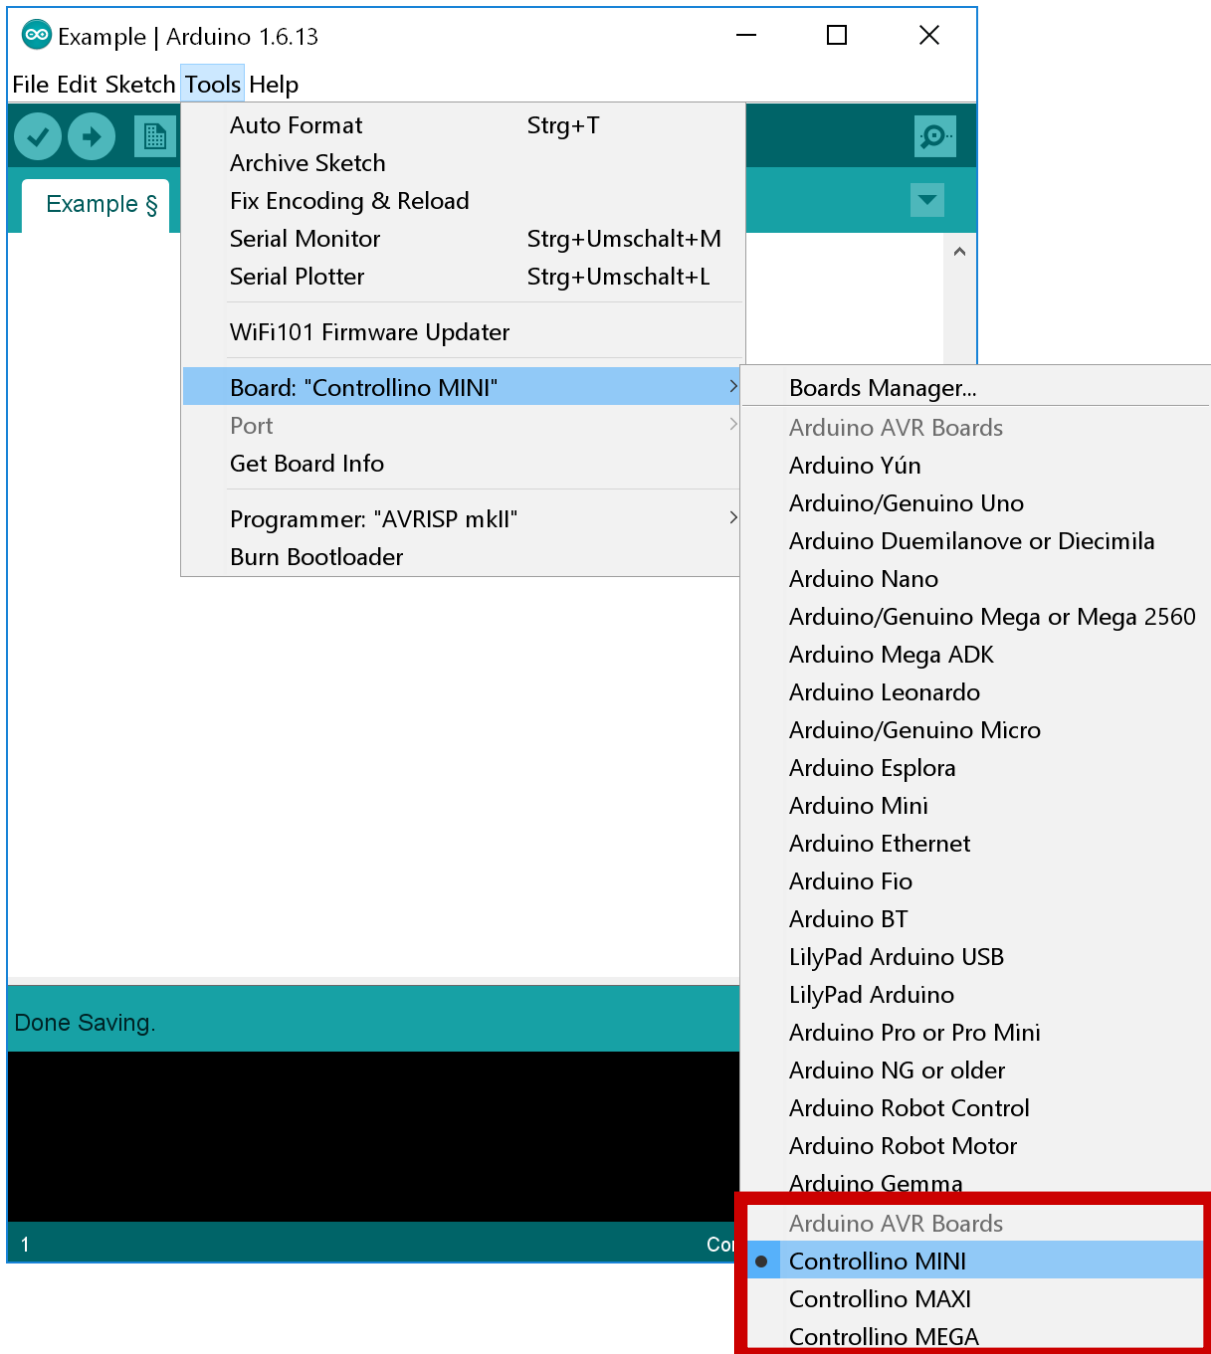 Example | Arduino 1.6.13
File Edit Sketch Tools Help
Auto Format Strg+T
Archive Sketch
Fix Encoding & Reload
Example §
Serial Monitor Strg+Umschalt+M
Serial Plotter Strg+Umschalt+L
WiFi101 Firmware Updater
Board: "Controllino MINI"
Port
Get Board Info
Programmer: "AVRISP mkII"
Burn Bootloader
Boards Manager...
Arduino AVR Boards
Arduino Yún
Arduino/Genuino Uno
Arduino Duemilanove or Diecimila
Arduino Nano
Arduino/Genuino Mega or Mega 2560
Arduino Mega ADK
Arduino Leonardo
Arduino/Genuino Micro
Arduino Esplora
Arduino Mini
Arduino Ethernet
Arduino Fio
Arduino BT
LilyPad Arduino USB
LilyPad Arduino
Arduino Pro or Pro Mini
Arduino NG or older
Arduino Robot Control
Arduino Robot Motor
Arduino Gemma
Arduino AVR Boards
Controllino MINI
Controllino MAXI
Controllino MEGA
Done Saving.
1